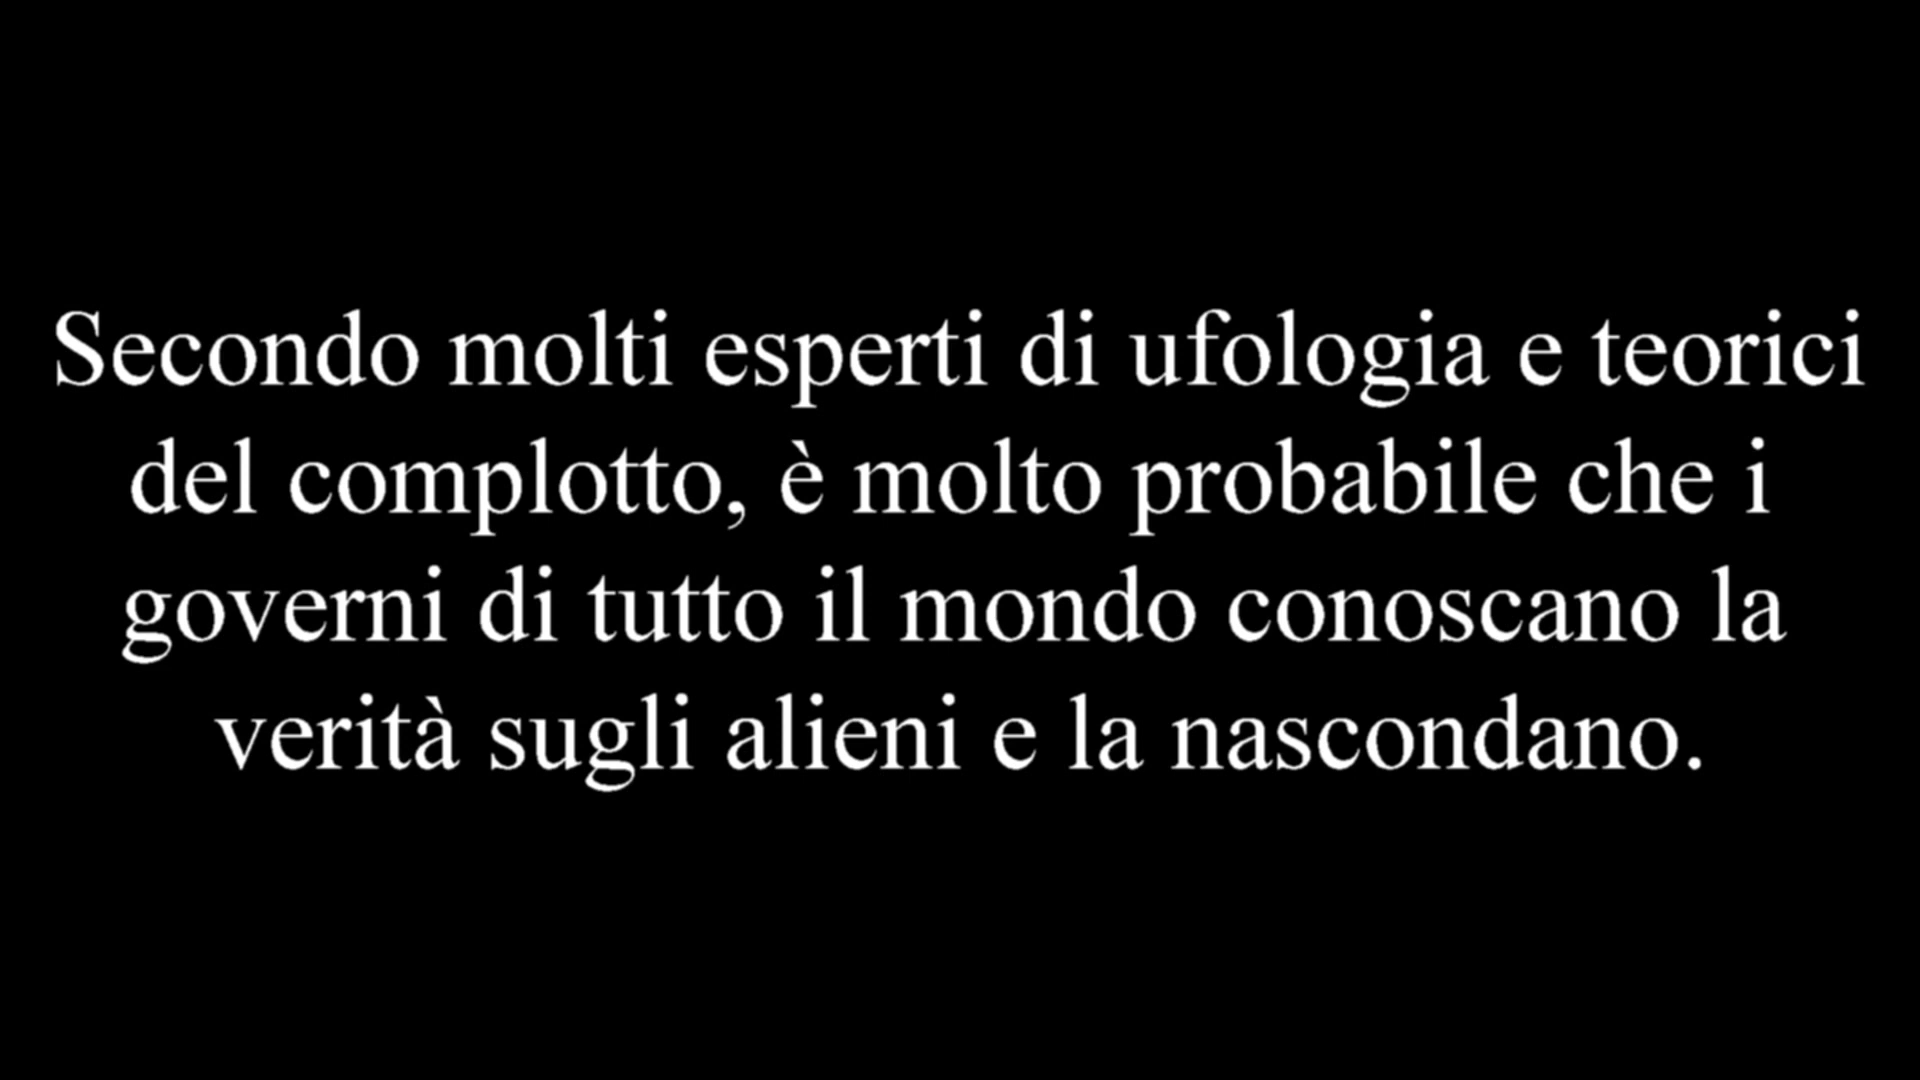 Secondo molti esperti di ufologia e teorici
del complotto, è molto probabile che i
governi di tutto il mondo conoscano la
verità sugli alieni e la nascondano.